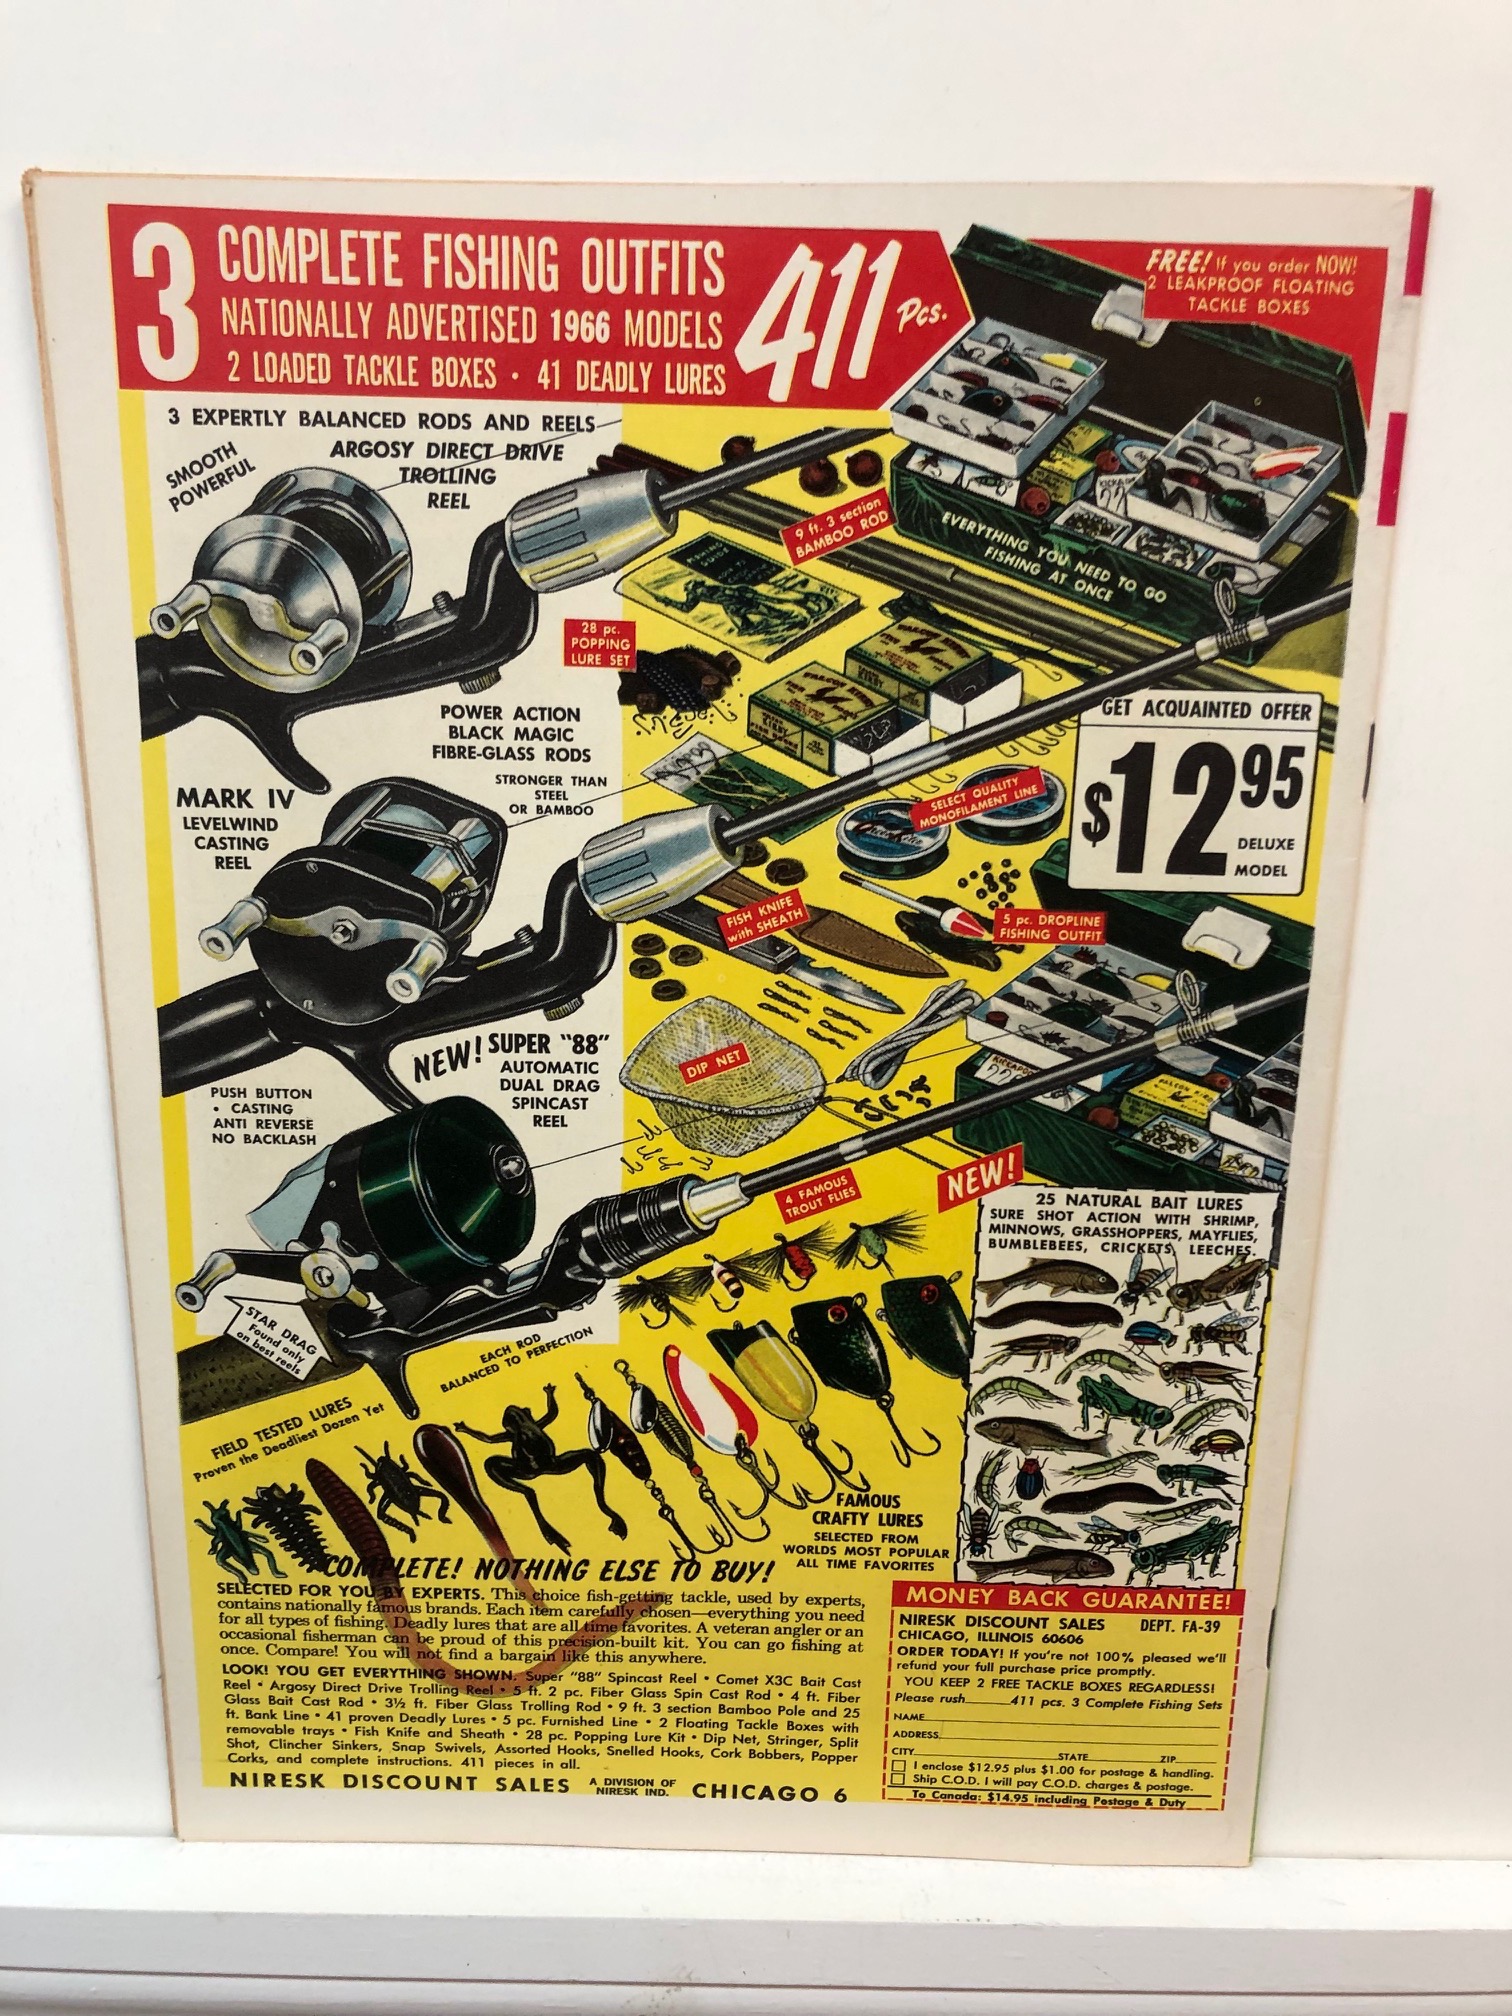 3 COMPLETE FISHING OUTFITS
NATIONALLY ADVERTISED 1966 MODELS
2 LOADED TACKLE BOXES · 41 DEADLY LURES
411 Pcs.
FREE! If you order NOW!
2 LEAKPROOF FLOATING
TACKLE BOXES
3 EXPERTLY BALANCED RODS AND REELS
SMOOTH
POWERFUL
ARGOSY DIRECT DRIVE
TROLLING
REEL
9 ft. 3 section
BAMBOO ROD
EVERYTHING YOU NEED TO GO
FISHING AT ONCE
FISHING
28 pc.
POPPING
LURE SET
POWER ACTION
BLACK MAGIC
FIBRE-GLASS RODS
STRONGER THAN
STEEL
OR BAMBOO
GET ACQUAINTED OFFER
$12 95
DELUXE
MODEL
MARK IV
LEVELWIND
CASTING
REEL
SELECT QUALITY
MONOFILAMENT LINE
FISH KNIFE
with SHEATH
5 pc. DROPLINE
FISHING OUTFIT
NEW! SUPER "88"
AUTOMATIC
DUAL DRAG
SPINCAST
REEL
DIP NET
PUSH BUTTON
• CASTING
ANTI REVERSE
NO BACKLASH
4 FAMOUS
TROUT FLIES
NEW!
25 NATURAL BAIT LURES
SURE SHOT ACTION WITH SHRIMP,
MINNOWS, GRASSHOPPERS, MAYFLIES,
BUMBLEBEES, CRICKETS, LEECHES.
STAR DRAG
Found only
on best reels
EACH ROD
BALANCED TO PERFECTION
FIELD TESTED LURES
Proven the Deadliest Dozen Yet
FAMOUS
CRAFTY LURES
SELECTED FROM
WORLDS MOST POPULAR
ALL TIME FAVORITES
COMPLETE! NOTHING ELSE TO BUY!
SELECTED FOR YOU BY EXPERTS. This choice fish-getting tackle, used by experts,
contains nationally famous brands. Each item carefully chosen—everything you need
for all types of fishing. Deadly lures that are all time favorites. A veteran angler or an
occasional fisherman can be proud of this precision-built kit. You can go fishing at
once. Compare! You will not find a bargain like this anywhere.
LOOK! YOU GET EVERYTHING SHOWN. Super "88" Spincast Reel • Comet X3C Bait Cast
Reel • Argosy Direct Drive Trolling Reel • 5 ft. 2 pc. Fiber Glass Spin Cast Rod • 4 ft. Fiber
Glass Bait Cast Rod • 3½ ft. Fiber Glass Trolling Rod • 9 ft. 3 section Bamboo Pole and 25
ft. Bank Line • 41 proven Deadly Lures • 5 pc. Furnished Line • 2 Floating Tackle Boxes with
removable trays • Fish Knife and Sheath • 28 pc. Popping Lure Kit • Dip Net, Stringer, Split
Shot, Clincher Sinkers, Snap Swivels, Assorted Hooks, Snelled Hooks, Cork Bobbers, Popper
Corks, and complete instructions. 411 pieces in all.
NIRESK DISCOUNT SALES A DIVISION OF NIRESK IND. CHICAGO 6
MONEY BACK GUARANTEE!
NIRESK DISCOUNT SALES DEPT. FA-39
CHICAGO, ILLINOIS 60606
ORDER TODAY! If you're not 100% pleased we'll
refund your full purchase price promptly.
YOU KEEP 2 FREE TACKLE BOXES REGARDLESS!
Please rush 411 pcs. 3 Complete Fishing Sets
NAME
ADDRESS
CITY STATE ZIP
I enclose $12.95 plus $1.00 for postage & handling.
Ship C.O.D. I will pay C.O.D. charges & postage.
To Canada: $14.95 including Postage & Duty